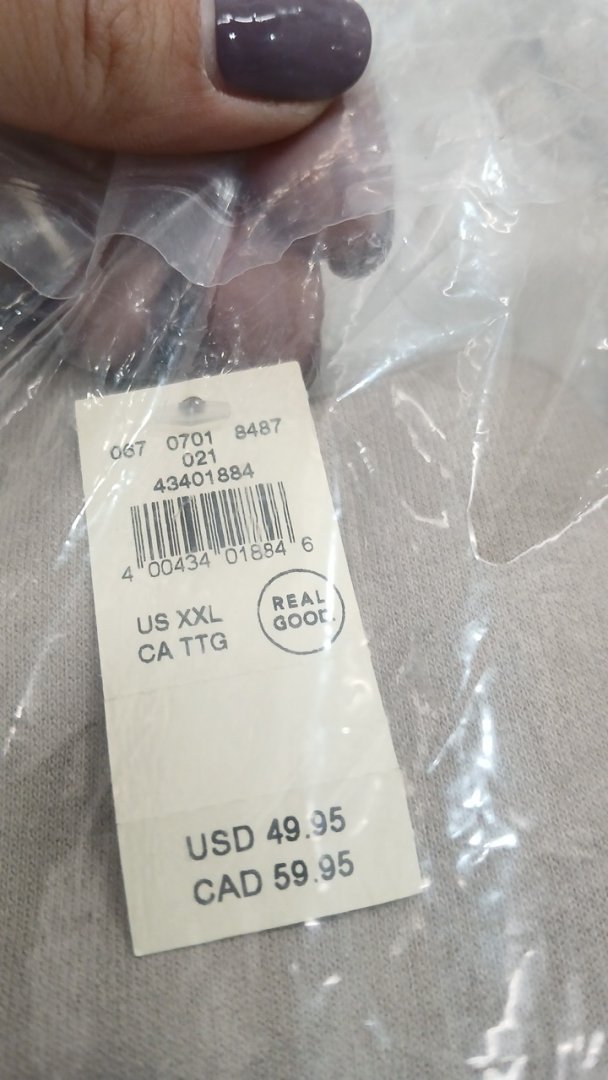 067 0701 8487
021
43401884
4 00434 01884 6
US XXL
CA TTG
REAL
GOOD.
USD 49.95
CAD 59.95